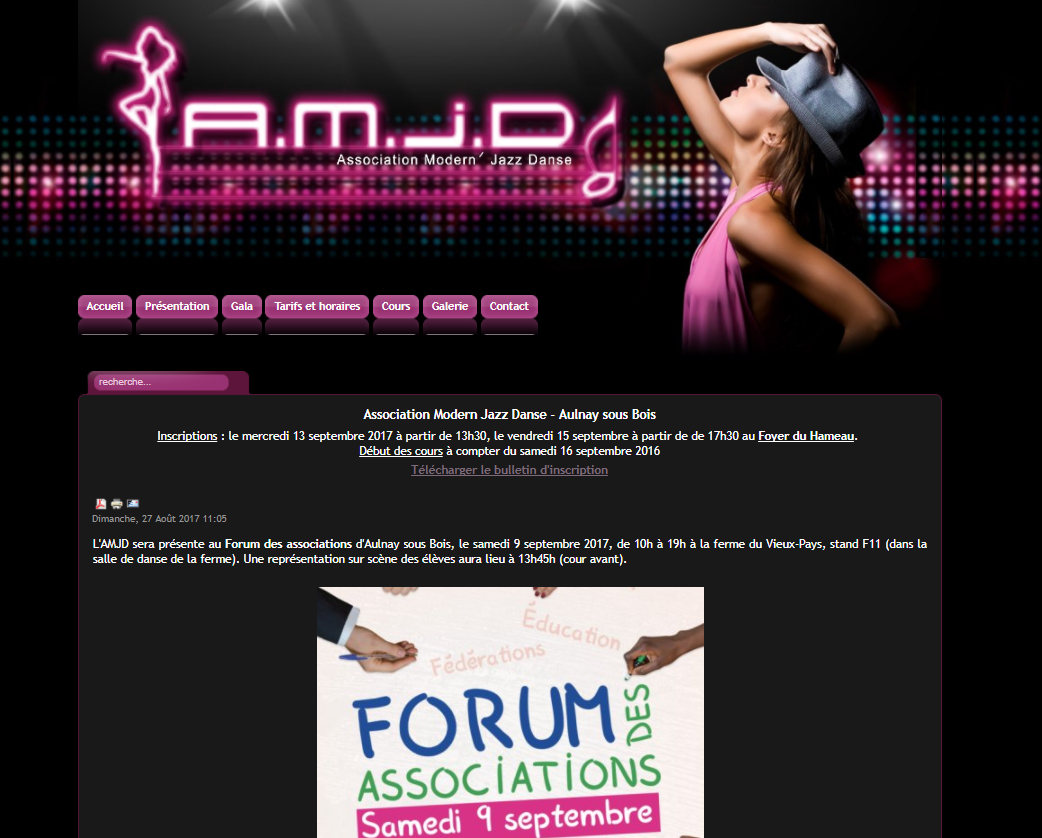 A.M.J.D
Association Modern´ Jazz Danse
Accueil Présentation Gala Tarifs et horaires Cours Galerie Contact
recherche...
Association Modern Jazz Danse - Aulnay sous Bois
Inscriptions : le mercredi 13 septembre 2017 à partir de 13h30, le vendredi 15 septembre à partir de de 17h30 au Foyer du Hameau.
Début des cours à compter du samedi 16 septembre 2016
Télécharger le bulletin d'inscription
Dimanche, 27 Août 2017 11:05
L'AMJD sera présente au Forum des associations d'Aulnay sous Bois, le samedi 9 septembre 2017, de 10h à 19h à la ferme du Vieux-Pays, stand F11 (dans la
salle de danse de la ferme). Une représentation sur scène des élèves aura lieu à 13h45h (cour avant).
Éducation
Fédérations
FORUM DES
ASSOCIATIONS
Samedi 9 septembre